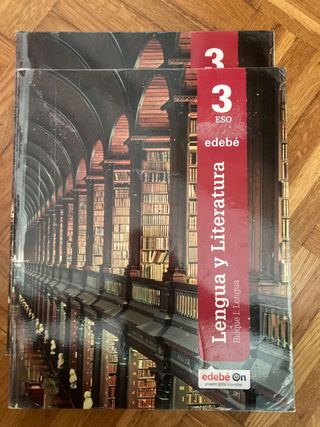 3
3
ESO
edebé
Lengua y Literatura
Bloque I: Lengua
edebé On